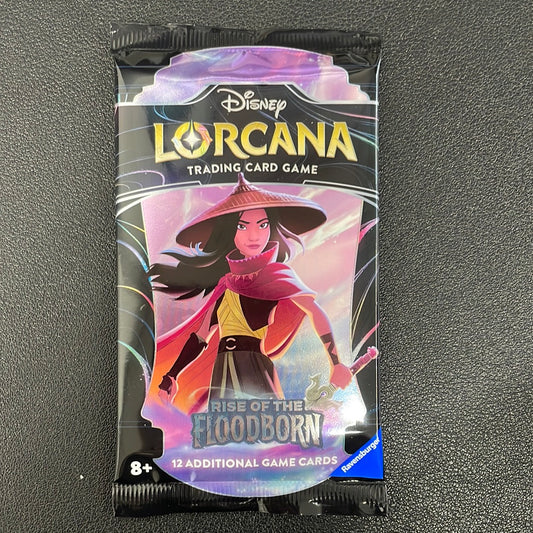 Disney
LORCANA
TRADING CARD GAME
RISE OF THE
FLOODBORN
12 ADDITIONAL GAME CARDS
8+
Ravensburger